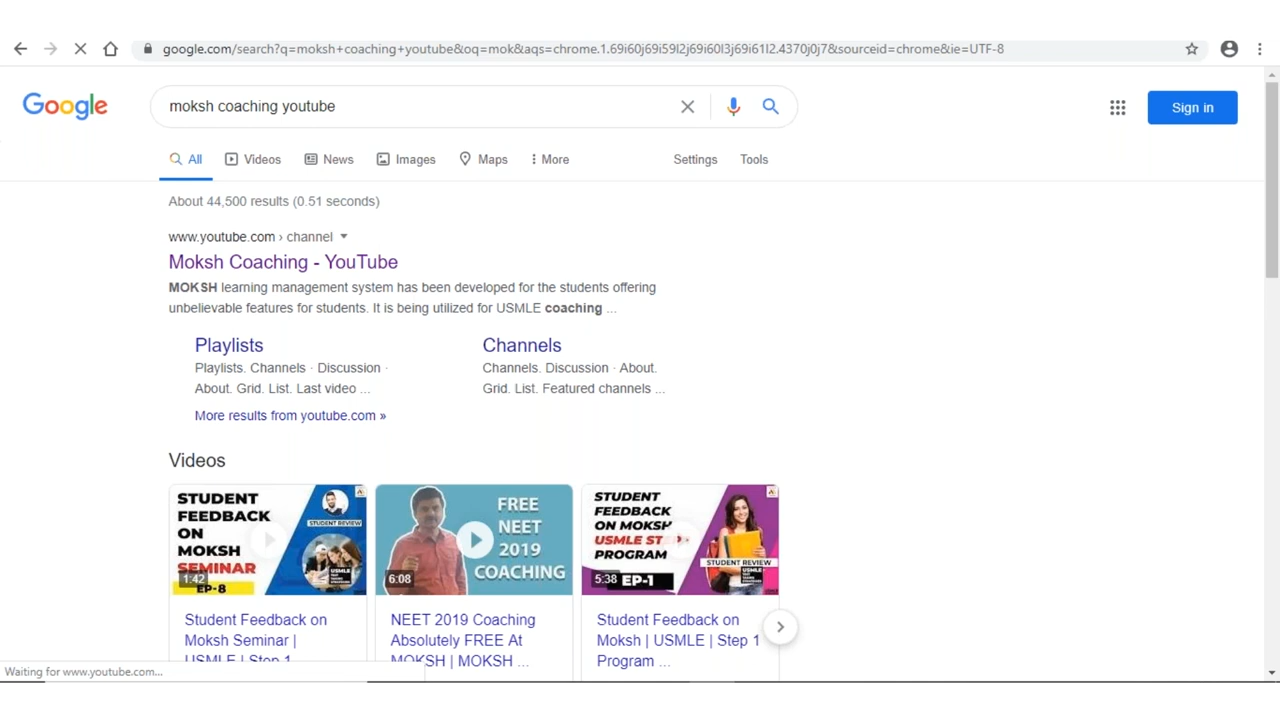 google.com/search?q=moksh+coaching+youtube&oq=mok&aqs=chrome.1.69i60j69i59l2j69i60l3j69i61l2.4370j0j7&sourceid=chrome&ie=UTF-8
Google
moksh coaching youtube
Sign in
All Videos News Images Maps More Settings Tools
About 44,500 results (0.51 seconds)
www.youtube.com › channel
Moksh Coaching - YouTube
MOKSH learning management system has been developed for the students offering
unbelievable features for students. It is being utilized for USMLE coaching ...
Playlists
Playlists. Channels · Discussion ·
About. Grid. List. Last video ...
Channels
Channels. Discussion · About.
Grid. List. Featured channels ...
More results from youtube.com »
Videos
STUDENT
FEEDBACK
ON
MOKSH
SEMINAR
EP-8
STUDENT REVIEW
1:42
FREE
NEET
2019
COACHING
6:08
STUDENT
FEEDBACK
ON MOKSH
USMLE
PROGRAM
EP-1
STUDENT REVIEW
5:38
Student Feedback on
Moksh Seminar |
USMLE | Step 1
NEET 2019 Coaching
Absolutely FREE At
MOKSH | MOKSH ...
Student Feedback on
Moksh | USMLE | Step 1
Program ...
Waiting for www.youtube.com...